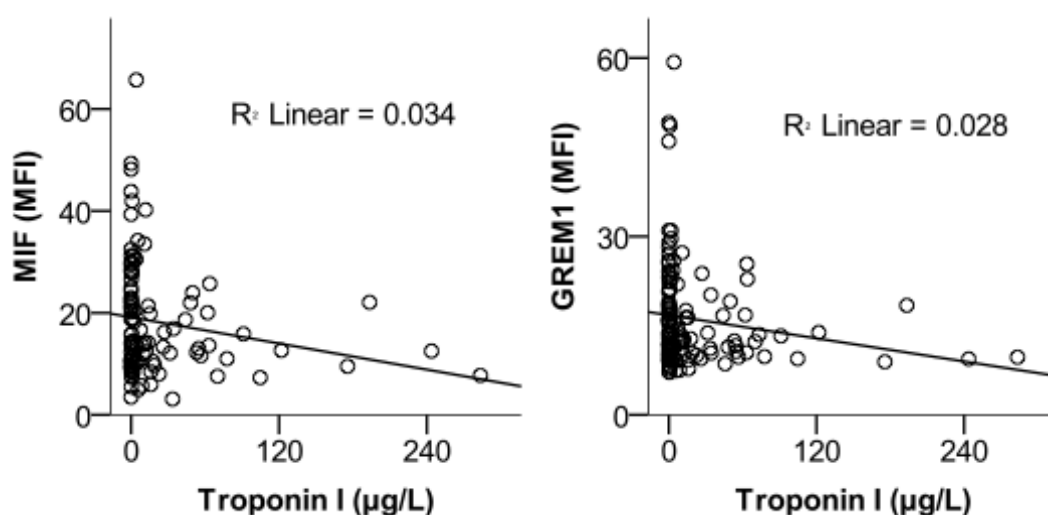 MIF (MFI)
60
40
20
0
R² Linear = 0.034
0 120 240
Troponin I (µg/L)
GREM1 (MFI)
60
30
0
R² Linear = 0.028
0 120 240
Troponin I (µg/L)